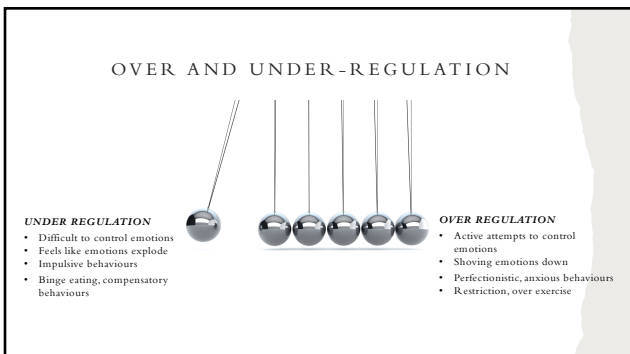 OVER AND UNDER-REGULATION
UNDER REGULATION
• Difficult to control emotions
• Feels like emotions explode
• Impulsive behaviours
• Binge eating, compensatory
behaviours
OVER REGULATION
• Active attempts to control
emotions
• Shoving emotions down
• Perfectionistic, anxious behaviours
• Restriction, over exercise